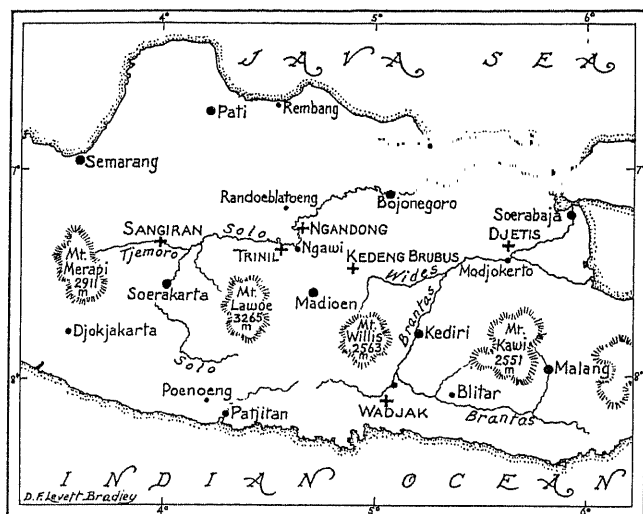 4° 5° 6°
JAVA SEA
Pati
Rembang
Semarang
7° 7°
Randoeblatoeng
Bojonegoro
Soerabaja
SANGIRAN
Solo
NGANDONG
DJETIS
Tjemoro
TRINIL
Ngawi
KEDENG BRUBUS
Modjokerto
Mt.
Merapi
2911
m
Wides
Soerakarta
Mt.
Lawoe
3265
m
Madioen
Brantas
Djokjakarta
Mt.
Willis
2563
m
Kediri
Mt.
Kawi
2551
m
Solo
Malang
8° 8°
Poenoeng
Blitar
Patjitan
WADJAK
Brantas
INDIAN OCEAN
D.F.Levett Bradley
4° 5° 6°